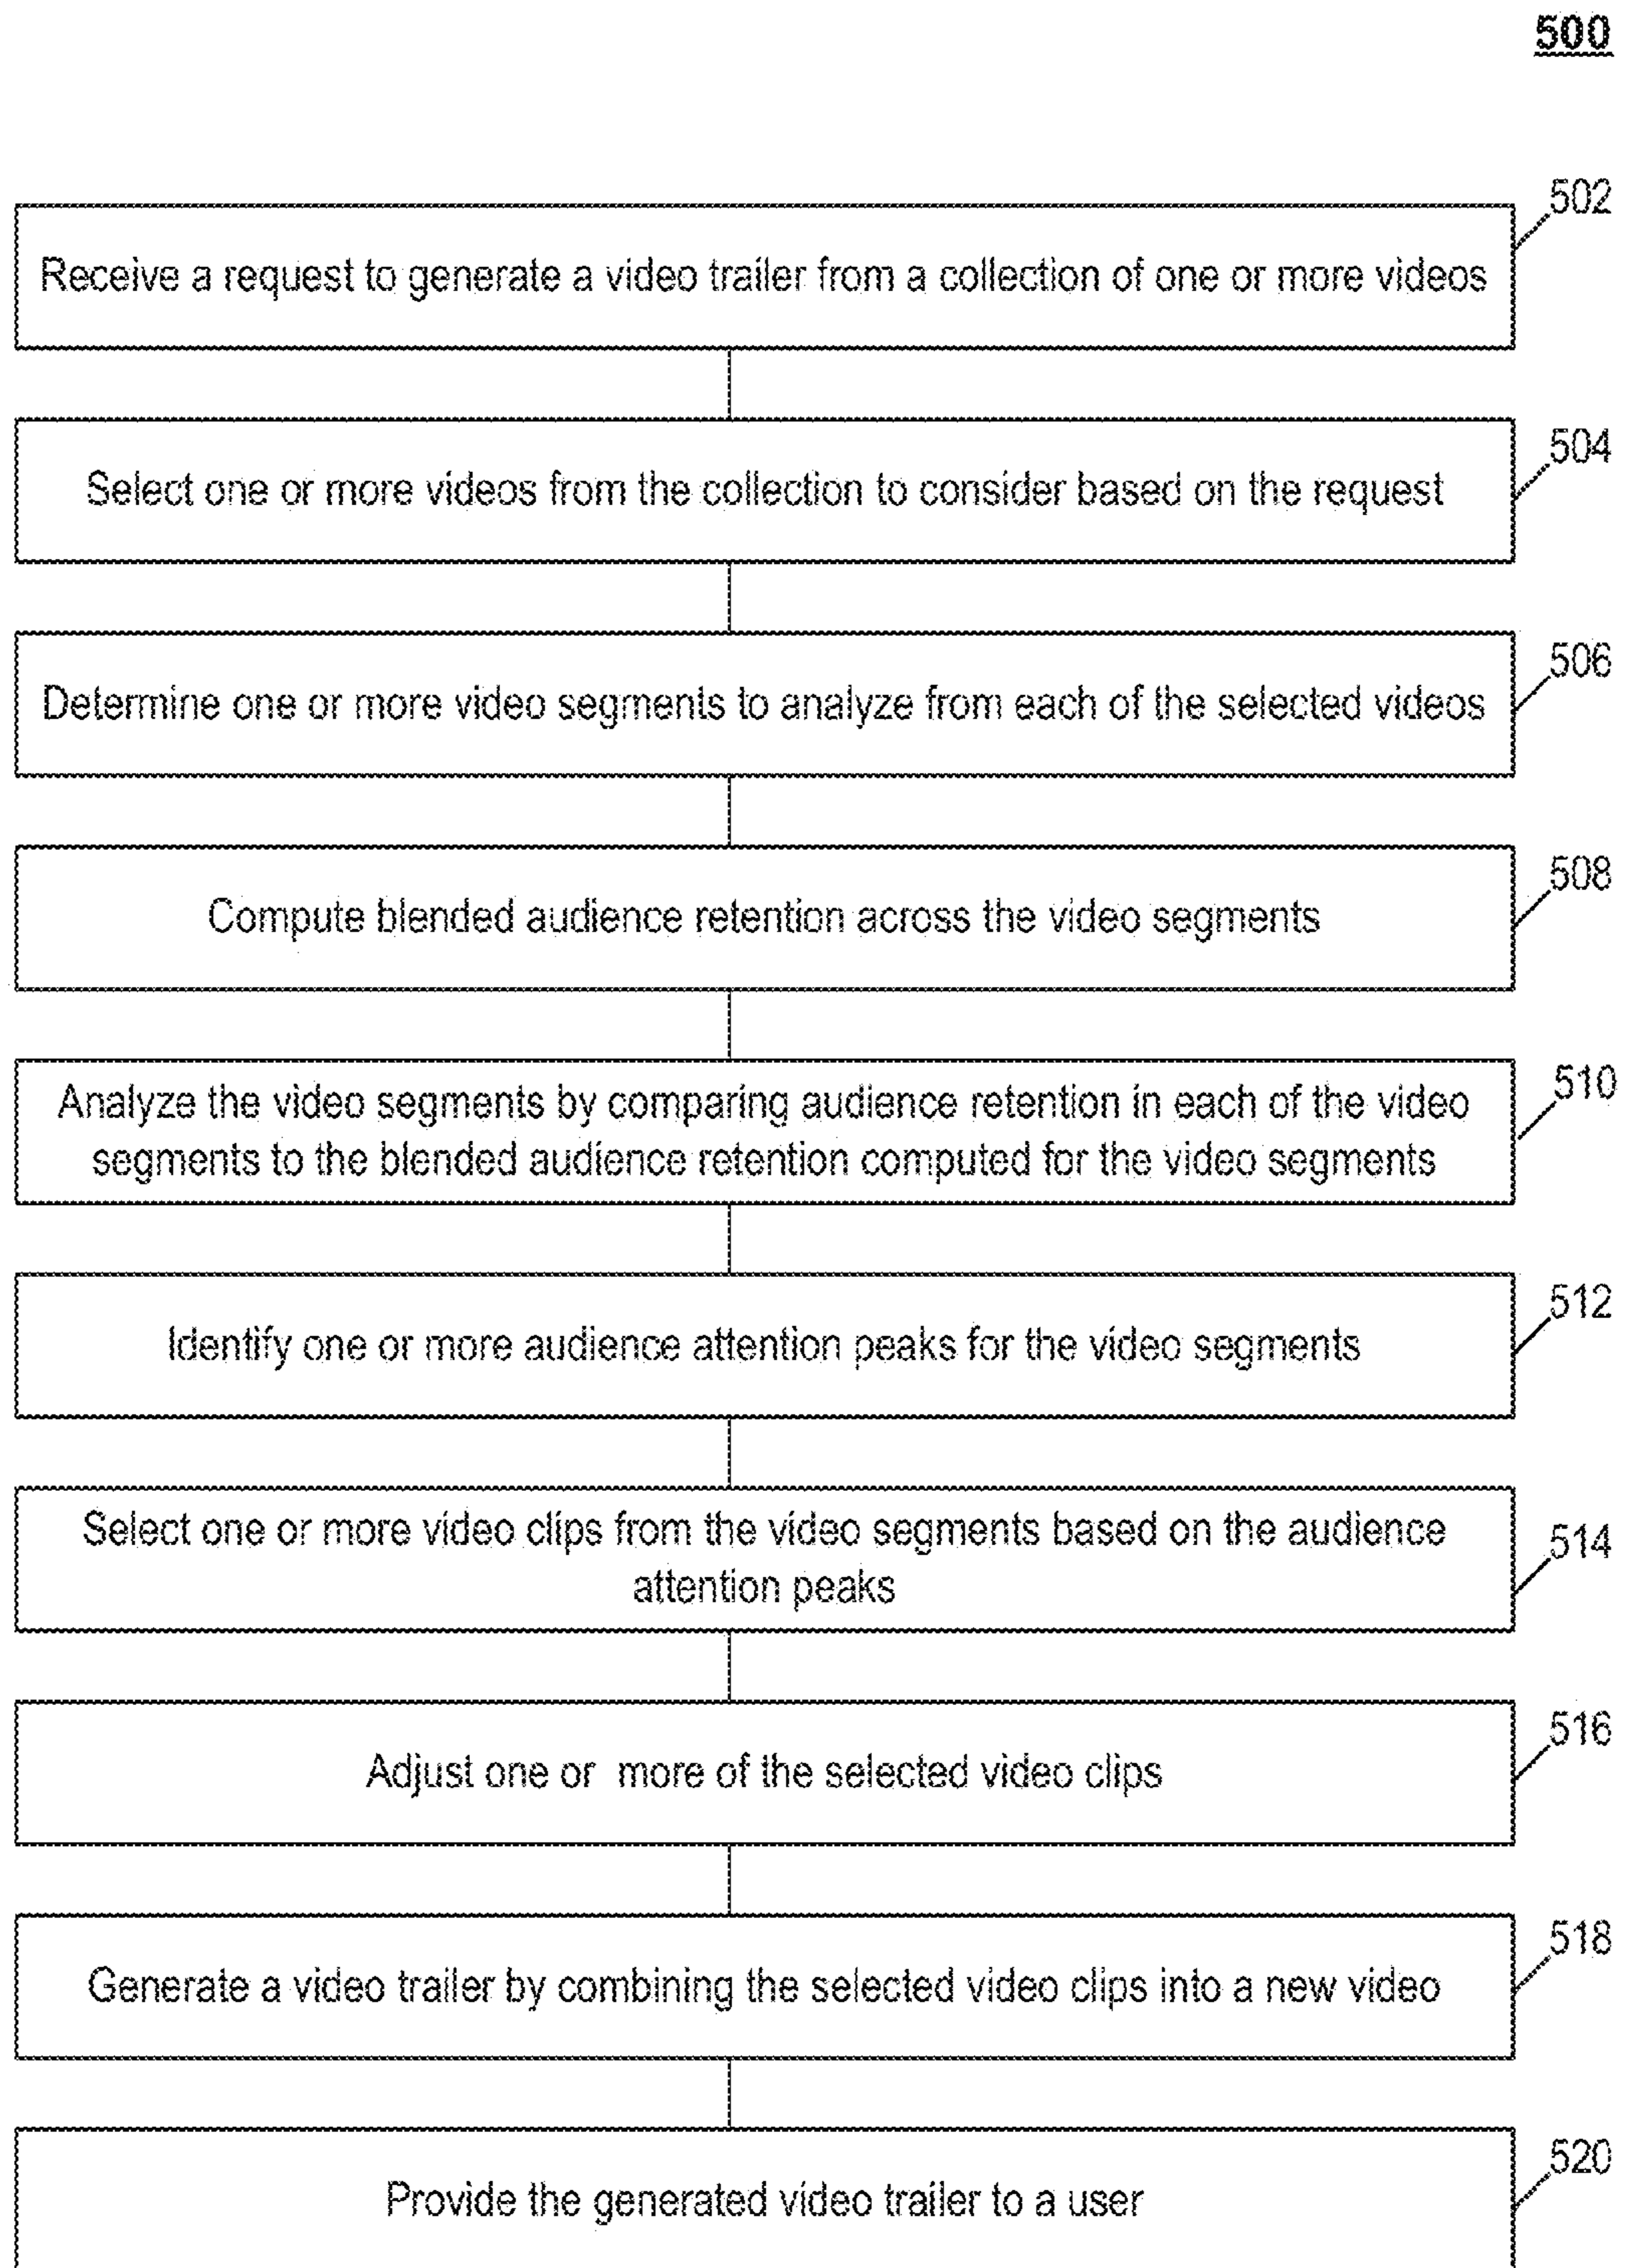 500
502
Receive a request to generate a video trailer from a collection of one or more videos
504
Select one or more videos from the collection to consider based on the request
506
Determine one or more video segments to analyze from each of the selected videos
508
Compute blended audience retention across the video segments
510
Analyze the video segments by comparing audience retention in each of the video
segments to the blended audience retention computed for the video segments
512
Identify one or more audience attention peaks for the video segments
514
Select one or more video clips from the video segments based on the audience
attention peaks
516
Adjust one or more of the selected video clips
518
Generate a video trailer by combining the selected video clips into a new video
520
Provide the generated video trailer to a user